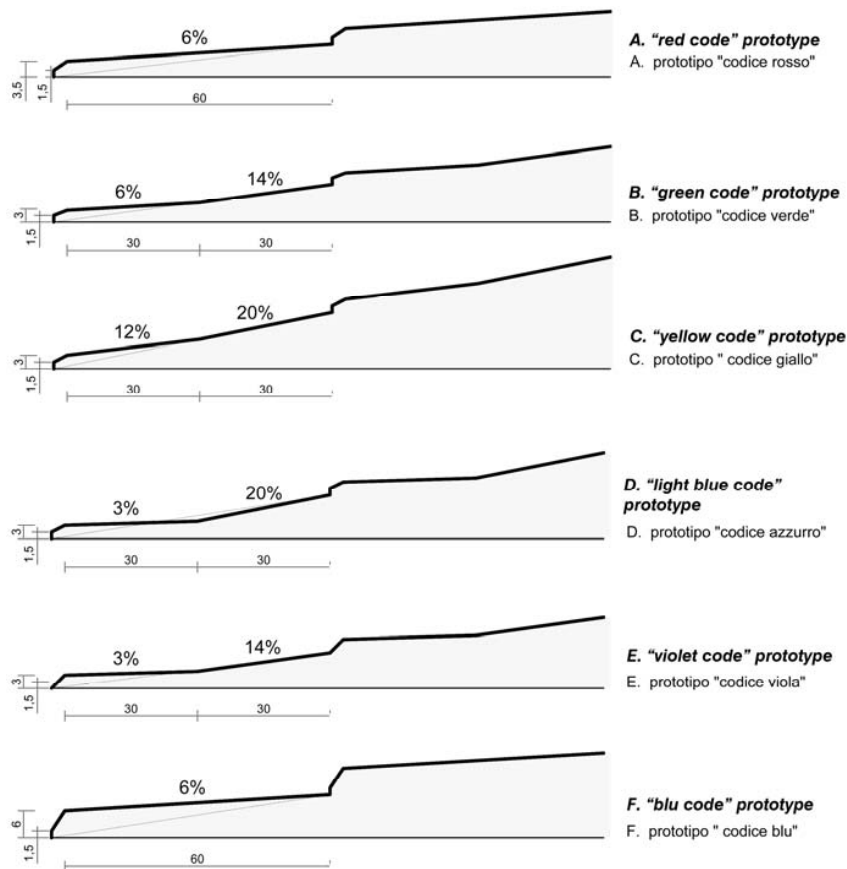 6%
3,5
1,5
60
A. “red code” prototype
A. prototipo "codice rosso"
6%
14%
3
1,5
30
30
B. “green code” prototype
B. prototipo "codice verde"
12%
20%
3
1,5
30
30
C. “yellow code” prototype
C. prototipo " codice giallo"
3%
20%
3
1,5
30
30
D. “light blue code”
prototype
D. prototipo "codice azzurro"
3%
14%
3
1,5
30
30
E. “violet code” prototype
E. prototipo "codice viola"
6%
6
1,5
60
F. “blu code” prototype
F. prototipo " codice blu"